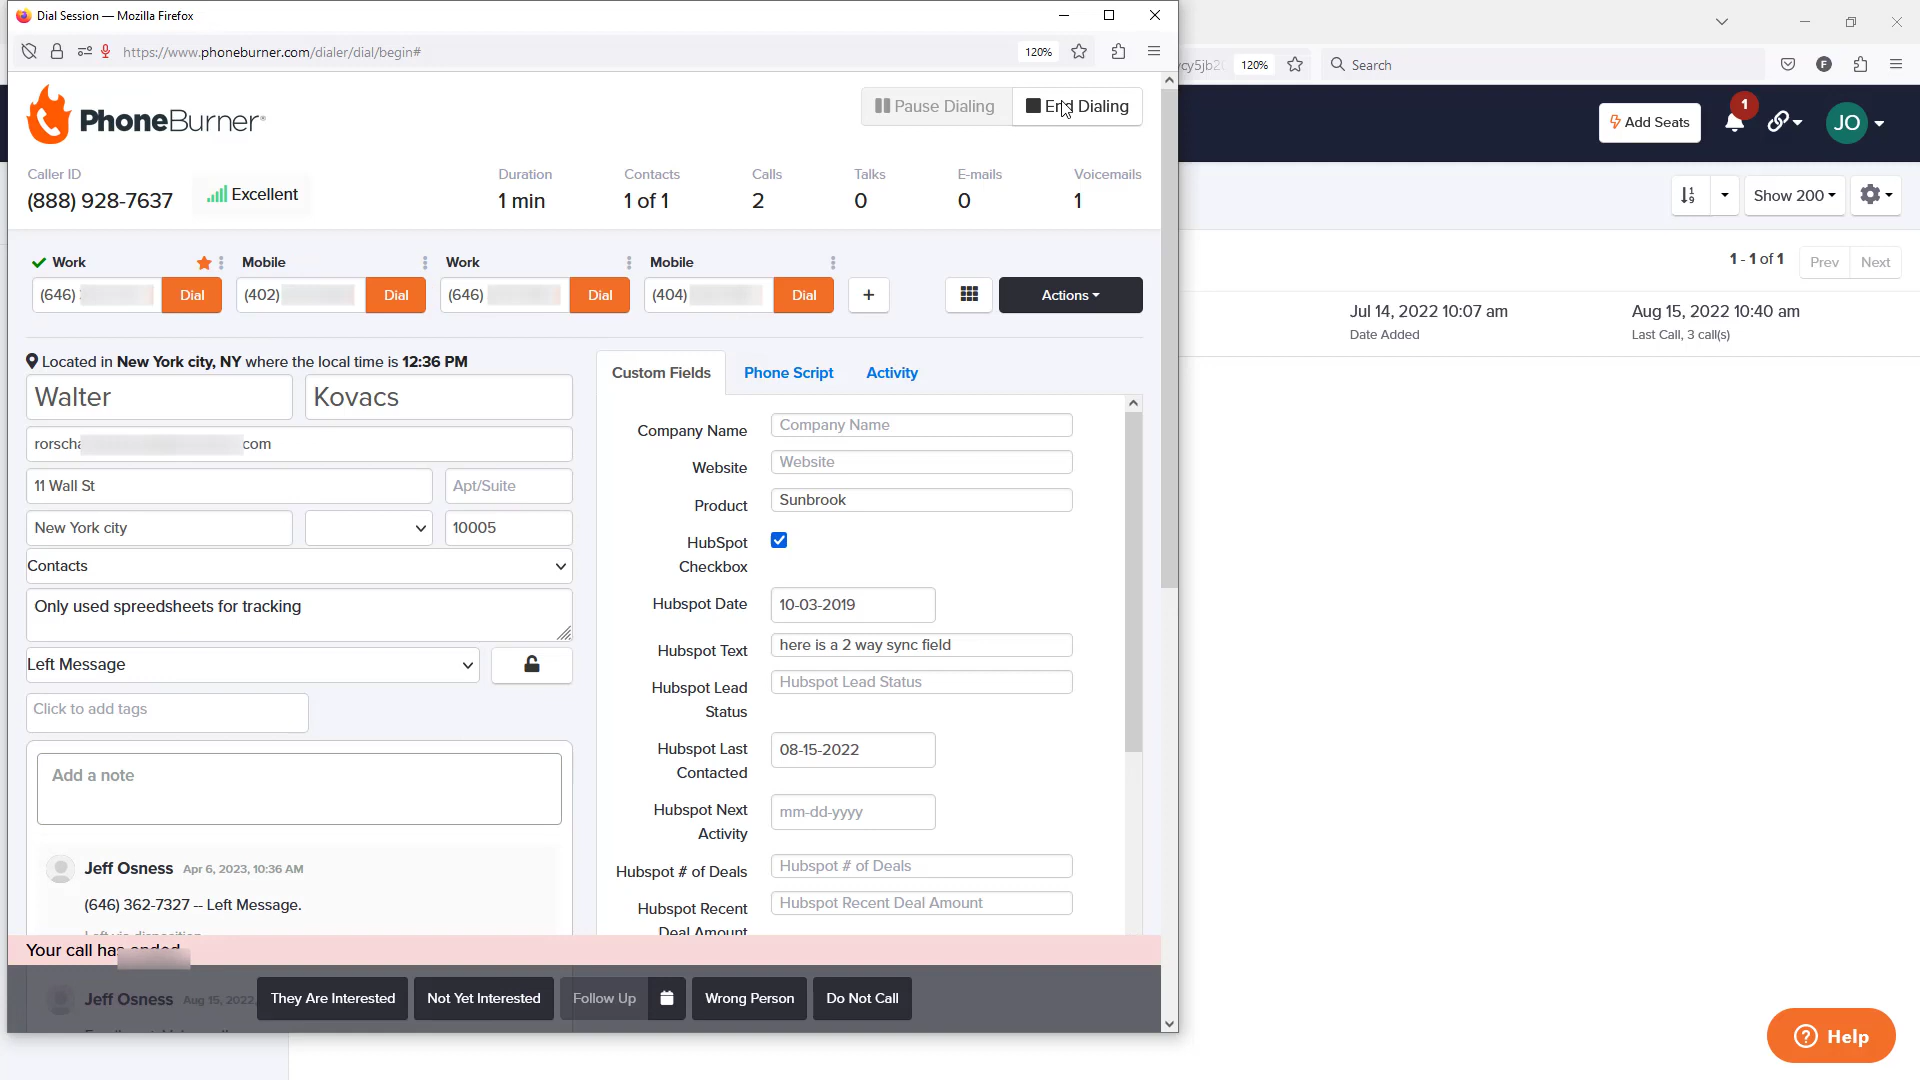 Dial Session — Mozilla Firefox
https://www.phoneburner.com/dialer/dial/begin#
120%
vcy5jb2
120%
Search
PhoneBurner
Pause Dialing
End Dialing
Add Seats
1
JO
Caller ID
(888) 928-7637
Excellent
Duration
1 min
Contacts
1 of 1
Calls
2
Talks
0
E-mails
0
Voicemails
1
Show 200
Work
(646)
Dial
Mobile
(402)
Dial
Work
(646)
Dial
Mobile
(404)
Dial
+
Actions
1 - 1 of 1
Prev
Next
Jul 14, 2022 10:07 am
Date Added
Aug 15, 2022 10:40 am
Last Call, 3 call(s)
Located in New York city, NY where the local time is 12:36 PM
Walter
Kovacs
rorscha
com
11 Wall St
Apt/Suite
New York city
10005
Contacts
Only used spreedsheets for tracking
Left Message
Click to add tags
Add a note
Jeff Osness Apr 6, 2023, 10:36 AM
(646) 362-7327 -- Left Message.
Left via disposition
Custom Fields
Phone Script
Activity
Company Name
Company Name
Website
Website
Product
Sunbrook
HubSpot
Checkbox
Hubspot Date
10-03-2019
Hubspot Text
here is a 2 way sync field
Hubspot Lead
Status
Hubspot Lead Status
Hubspot Last
Contacted
08-15-2022
Hubspot Next
Activity
mm-dd-yyyy
Hubspot # of Deals
Hubspot # of Deals
Hubspot Recent
Deal Amount
Hubspot Recent Deal Amount
Your call has ended
Jeff Osness Aug 15, 2022,
They Are Interested
Not Yet Interested
Follow Up
Wrong Person
Do Not Call
Help